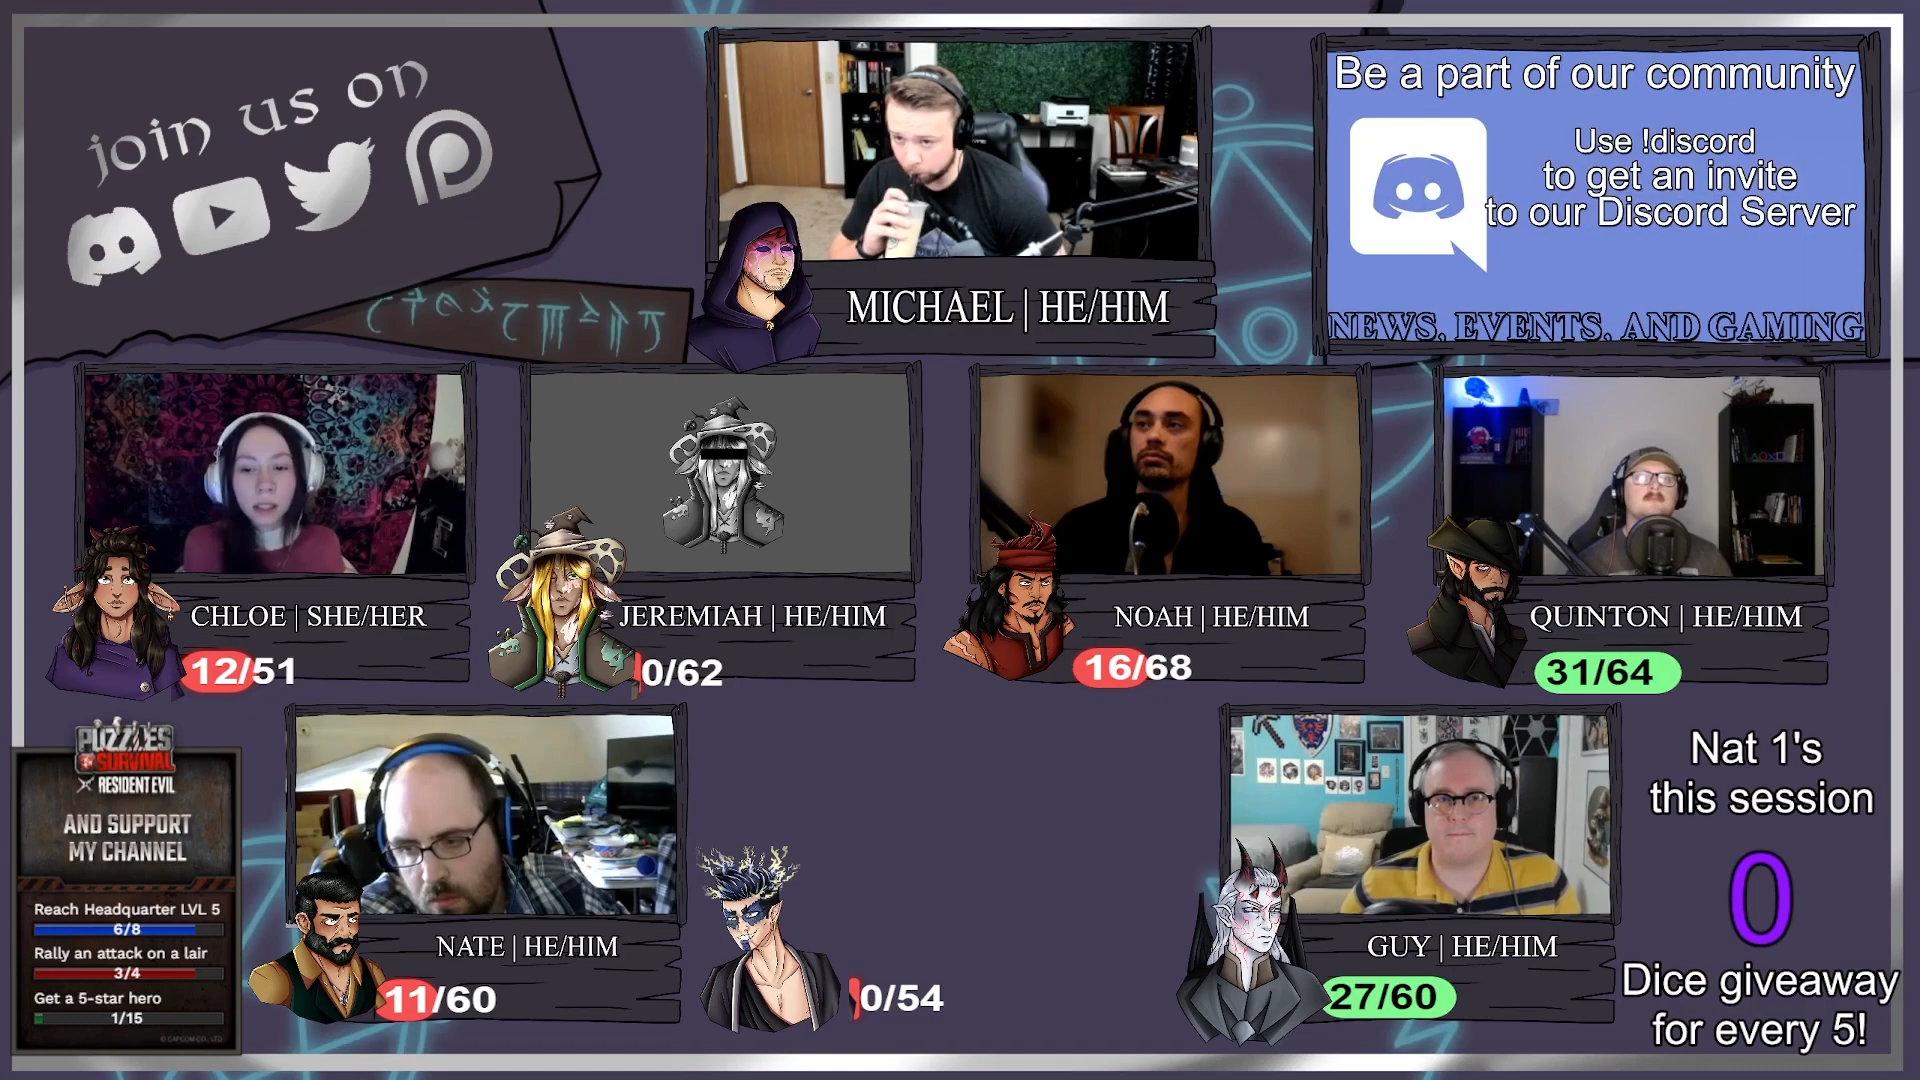 join us on
MICHAEL | HE/HIM
Be a part of our community
Use !discord
to get an invite
to our Discord Server
NEWS, EVENTS, AND GAMING
CHLOE | SHE/HER
12/51
JEREMIAH | HE/HIM
0/62
NOAH | HE/HIM
16/68
QUINTON | HE/HIM
31/64
PUZZLES
& SURVIVAL
X RESIDENT EVIL
AND SUPPORT
MY CHANNEL
Reach Headquarter LVL 5
6/8
Rally an attack on a lair
3/4
Get a 5-star hero
1/15
© CAPCOM CO., LTD.
NATE | HE/HIM
11/60
0/54
GUY | HE/HIM
27/60
Nat 1's
this session
0
Dice giveaway
for every 5!